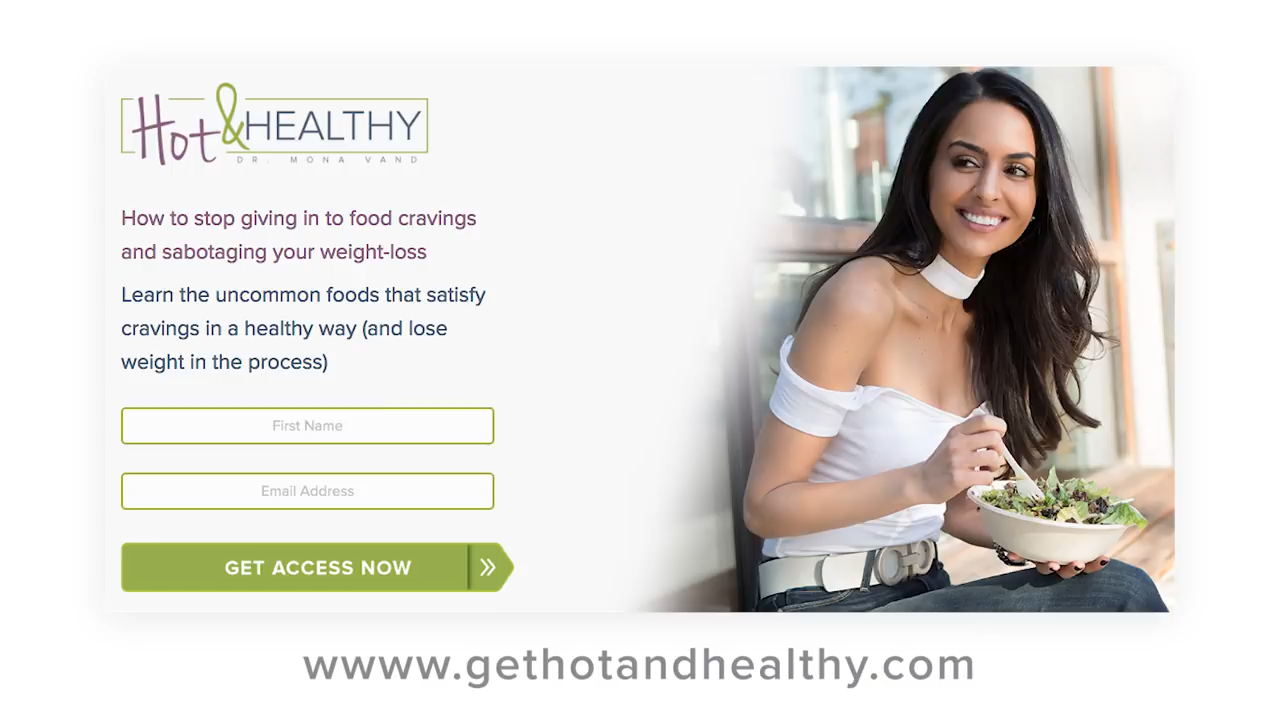 Hot & HEALTHY
DR. MONA VAND
How to stop giving in to food cravings
and sabotaging your weight-loss
Learn the uncommon foods that satisfy
cravings in a healthy way (and lose
weight in the process)
First Name
Email Address
GET ACCESS NOW »
wwww.gethotandhealthy.com